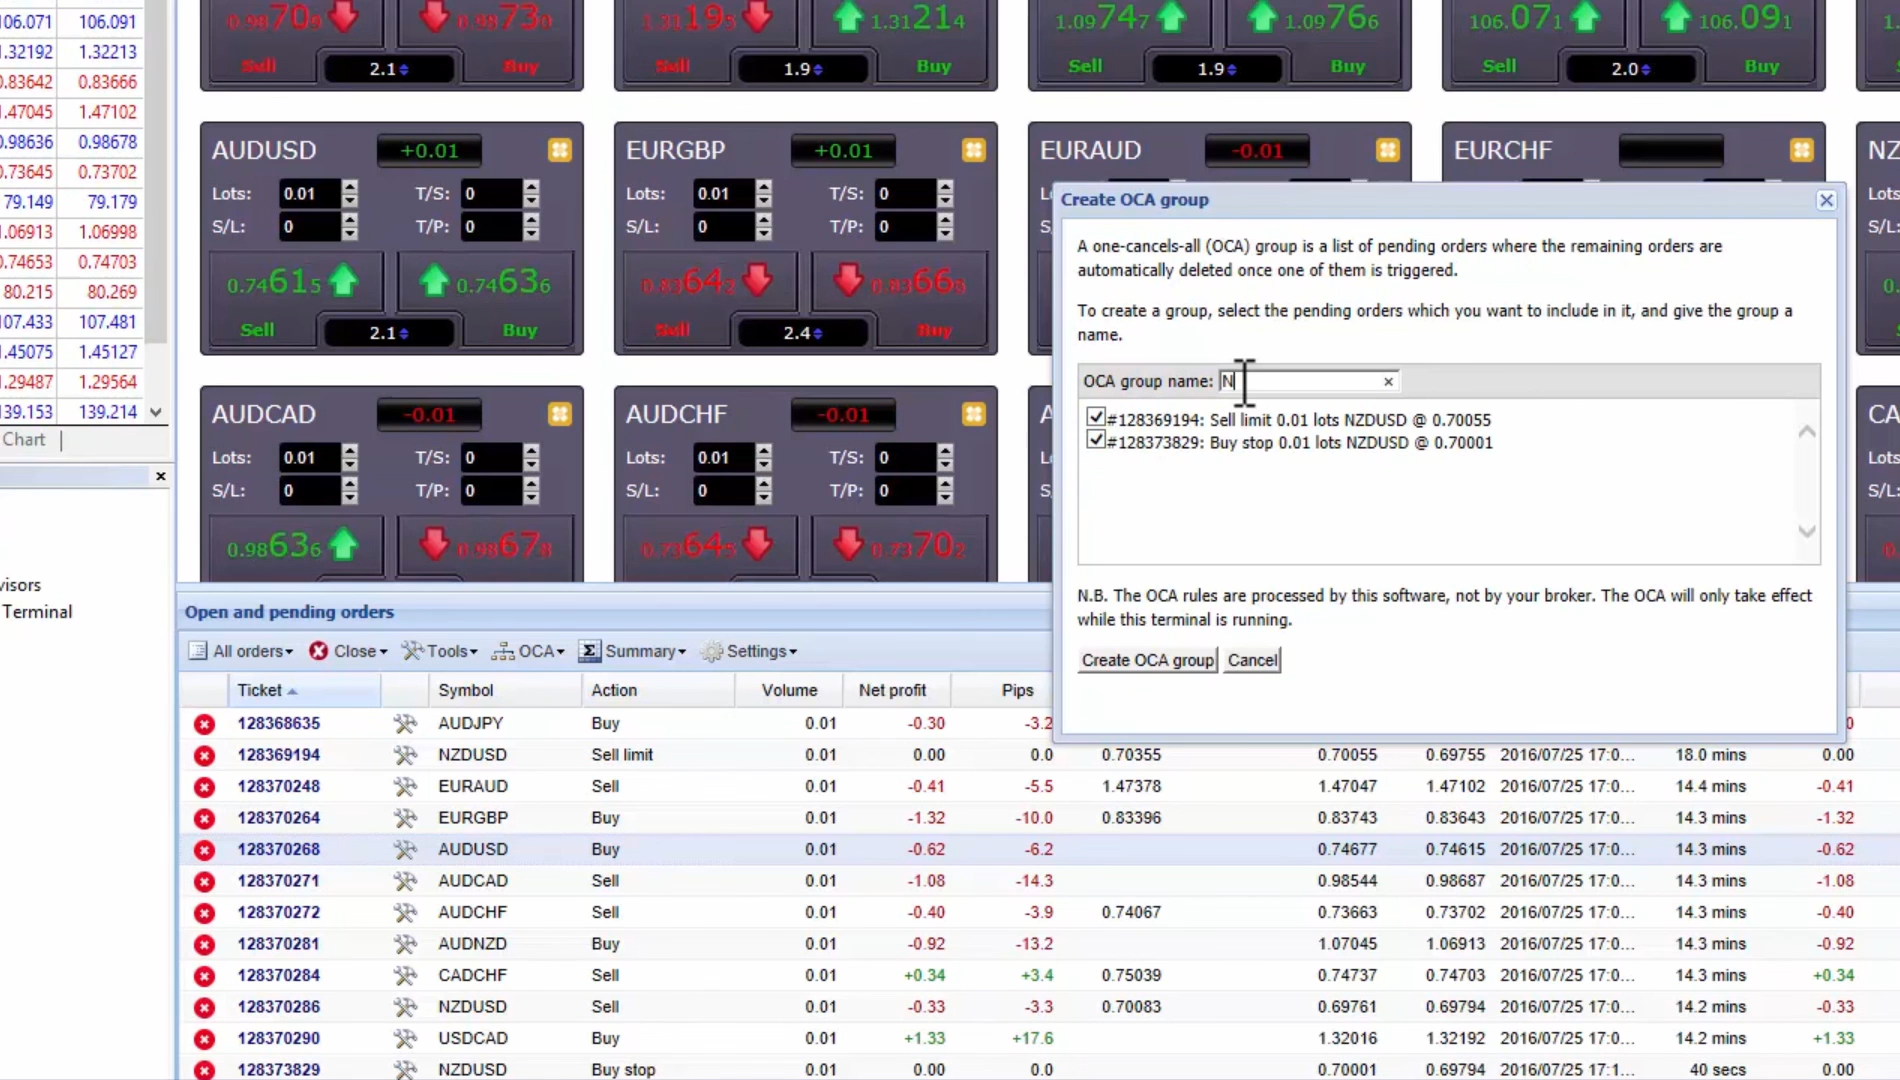 106.071 106.091
1.32192 1.32213
0.83642 0.83666
1.47045 1.47102
0.98636 0.98678
0.73645 0.73702
79.149 79.179
1.06913 1.06998
0.74653 0.74703
80.215 80.269
107.433 107.481
1.45075 1.45127
1.29487 1.29564
139.153 139.214
Chart
visors
Terminal
Sell 2.1 Buy
1.31214
Sell 1.9 Buy
1.09747 1.09766
Sell 1.9 Buy
106.071 106.091
Sell 2.0 Buy
AUDUSD +0.01
Lots: 0.01 T/S: 0
S/L: 0 T/P: 0
0.74615 0.74636
Sell 2.1 Buy
EURGBP +0.01
Lots: 0.01 T/S: 0
S/L: 0 T/P: 0
Sell 2.4 Buy
EURAUD -0.01
EURCHF
NZ
Lots
S/L:
AUDCAD -0.01
Lots: 0.01 T/S: 0
S/L: 0 T/P: 0
0.98636 0.98678
AUDCHF -0.01
Lots: 0.01 T/S: 0
S/L: 0 T/P: 0
0.73645 0.73702
CA
Lots
S/L:
Create OCA group
A one-cancels-all (OCA) group is a list of pending orders where the remaining orders are
automatically deleted once one of them is triggered.
To create a group, select the pending orders which you want to include in it, and give the group a
name.
OCA group name: N
#128369194: Sell limit 0.01 lots NZDUSD @ 0.70055
#128373829: Buy stop 0.01 lots NZDUSD @ 0.70001
N.B. The OCA rules are processed by this software, not by your broker. The OCA will only take effect
while this terminal is running.
Create OCA group Cancel
Open and pending orders
All orders Close Tools OCA Summary Settings
Ticket Symbol Action Volume Net profit Pips
128368635 AUDJPY Buy 0.01 -0.30 -3.2
128369194 NZDUSD Sell limit 0.01 0.00 0.0 0.70355 0.70055 0.69755 2016/07/25 17:0... 18.0 mins 0.00
128370248 EURAUD Sell 0.01 -0.41 -5.5 1.47378 1.47047 1.47102 2016/07/25 17:0... 14.4 mins -0.41
128370264 EURGBP Buy 0.01 -1.32 -10.0 0.83396 0.83743 0.83643 2016/07/25 17:0... 14.3 mins -1.32
128370268 AUDUSD Buy 0.01 -0.62 -6.2 0.74677 0.74615 2016/07/25 17:0... 14.3 mins -0.62
128370271 AUDCAD Sell 0.01 -1.08 -14.3 0.98544 0.98687 2016/07/25 17:0... 14.3 mins -1.08
128370272 AUDCHF Sell 0.01 -0.40 -3.9 0.74067 0.73663 0.73702 2016/07/25 17:0... 14.3 mins -0.40
128370281 AUDNZD Buy 0.01 -0.92 -13.2 1.07045 1.06913 2016/07/25 17:0... 14.3 mins -0.92
128370284 CADCHF Sell 0.01 +0.34 +3.4 0.75039 0.74737 0.74703 2016/07/25 17:0... 14.3 mins +0.34
128370286 NZDUSD Sell 0.01 -0.33 -3.3 0.70083 0.69761 0.69794 2016/07/25 17:0... 14.2 mins -0.33
128370290 USDCAD Buy 0.01 +1.33 +17.6 1.32016 1.32192 2016/07/25 17:0... 14.2 mins +1.33
128373829 NZDUSD Buy stop 0.01 0.00 0.0 0.70001 0.69794 2016/07/25 17:1... 40 secs 0.00